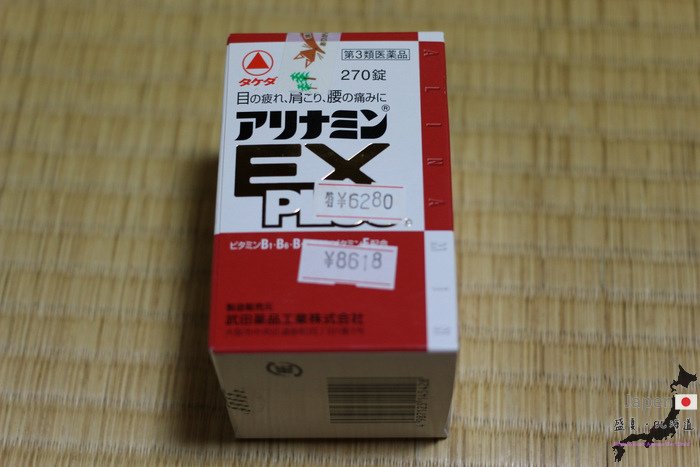 第3類医薬品
タケダ
270錠
目の疲れ、肩こり、腰の痛みに
アリナミン®
EX
¥6280
ビタミンB1・B6・B
¥8618
製造販売元
武田薬品工業株式会社
ALINA
Japan